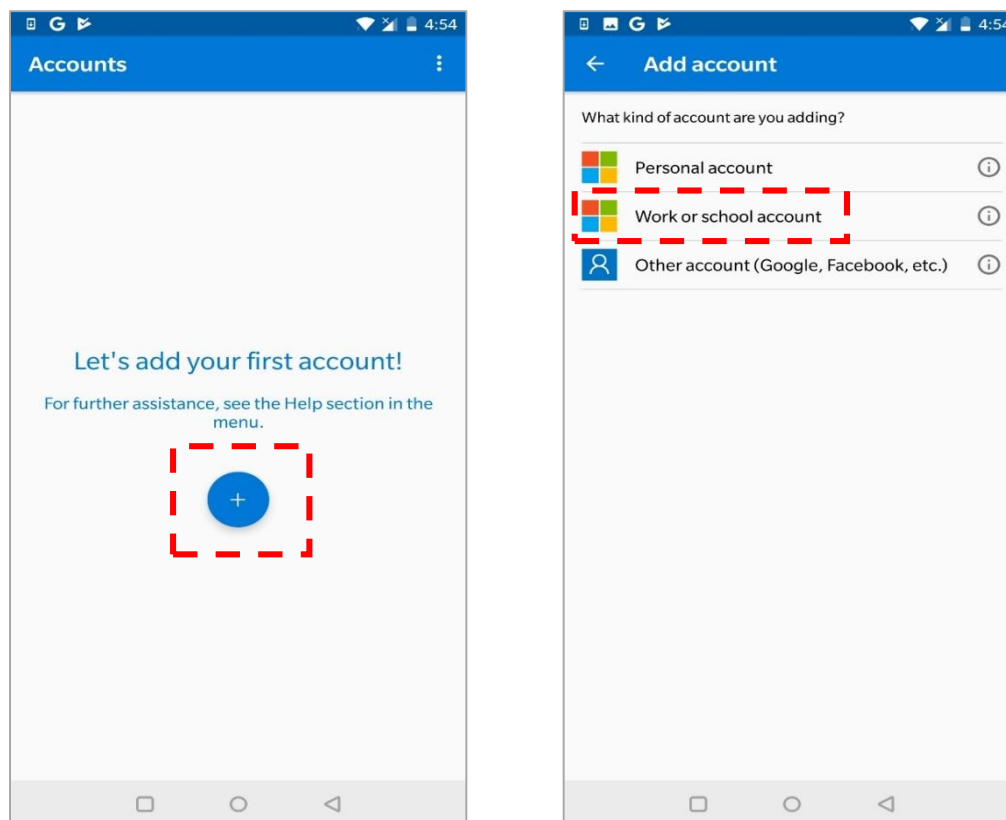 4:54
Accounts
Let's add your first account!
For further assistance, see the Help section in the
menu.
4:54
Add account
What kind of account are you adding?
Personal account
Work or school account
Other account (Google, Facebook, etc.)